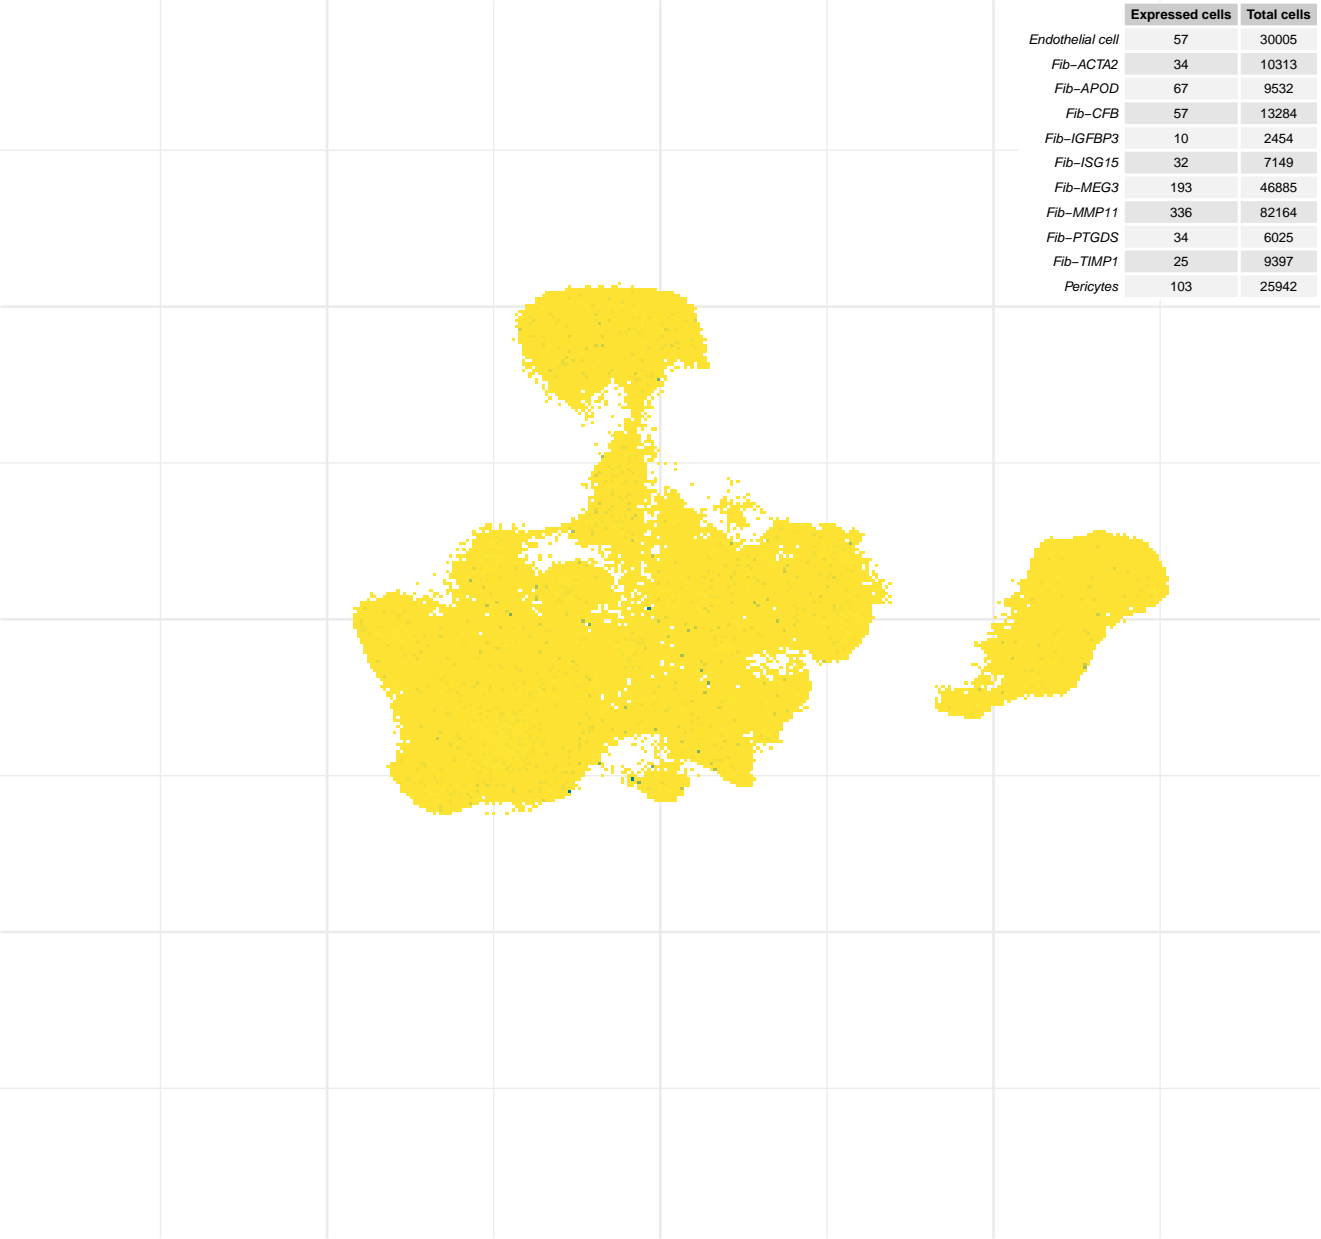 Expressed cells Total cells
Endothelial cell 57 30005
Fib−ACTA2 34 10313
Fib−APOD 67 9532
Fib−CFB 57 13284
Fib−IGFBP3 10 2454
Fib−ISG15 32 7149
Fib−MEG3 193 46885
Fib−MMP11 336 82164
Fib−PTGDS 34 6025
Fib−TIMP1 25 9397
Pericytes 103 25942